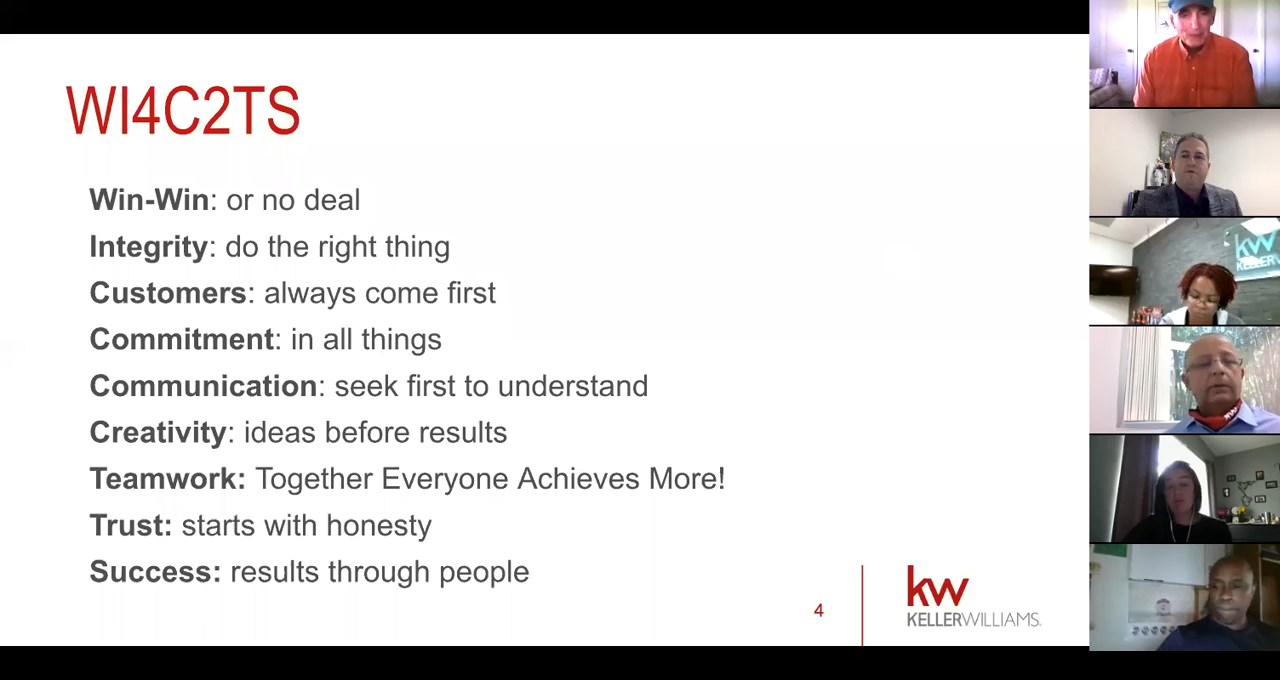 WI4C2TS
Win-Win: or no deal
Integrity: do the right thing
Customers: always come first
Commitment: in all things
Communication: seek first to understand
Creativity: ideas before results
Teamwork: Together Everyone Achieves More!
Trust: starts with honesty
Success: results through people
4
kw
KELLERWILLIAMS.
kw
KELLERW